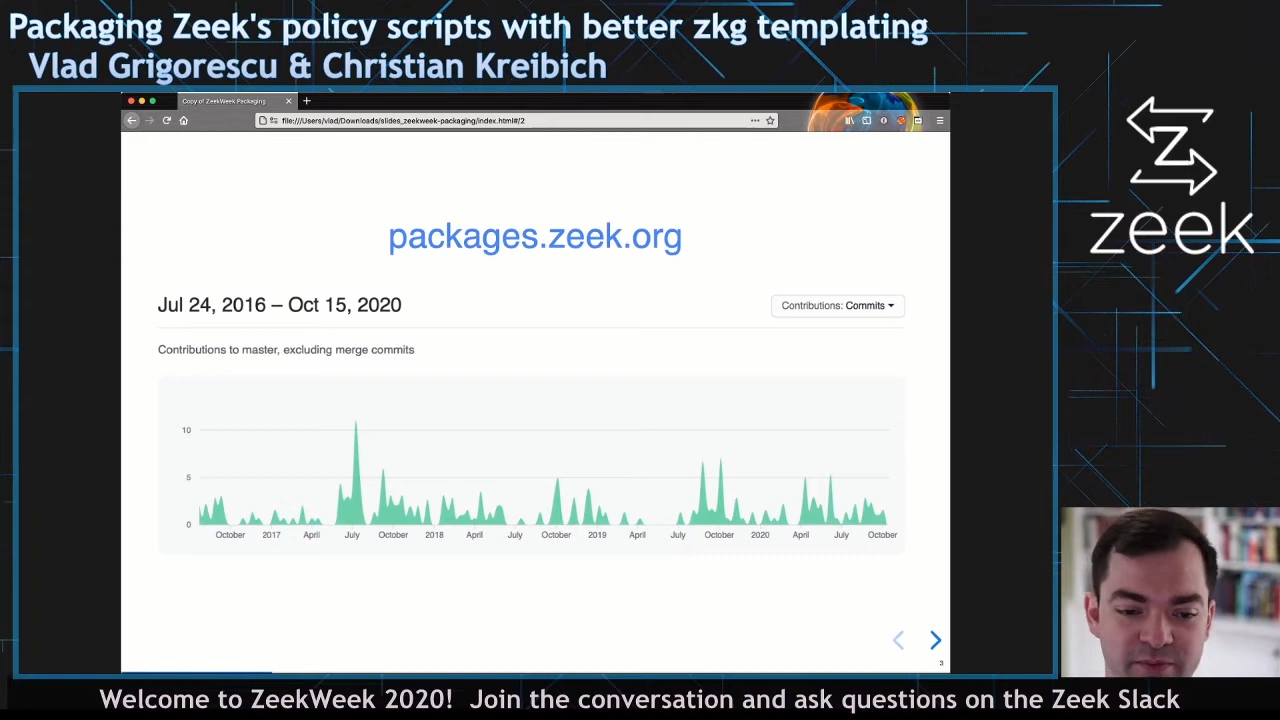 Packaging Zeek's policy scripts with better zkg templating
Vlad Grigorescu & Christian Kreibich
Copy of ZeekWeek Packaging
file:///Users/vlad/Downloads/slides_zeekweek-packaging/index.html#/2
packages.zeek.org
Jul 24, 2016 – Oct 15, 2020
Contributions: Commits
Contributions to master, excluding merge commits
10
5
0
October 2017 April July October 2018 April July October 2019 April July October 2020 April July October
3
zeek
Welcome to ZeekWeek 2020! Join the conversation and ask questions on the Zeek Slack